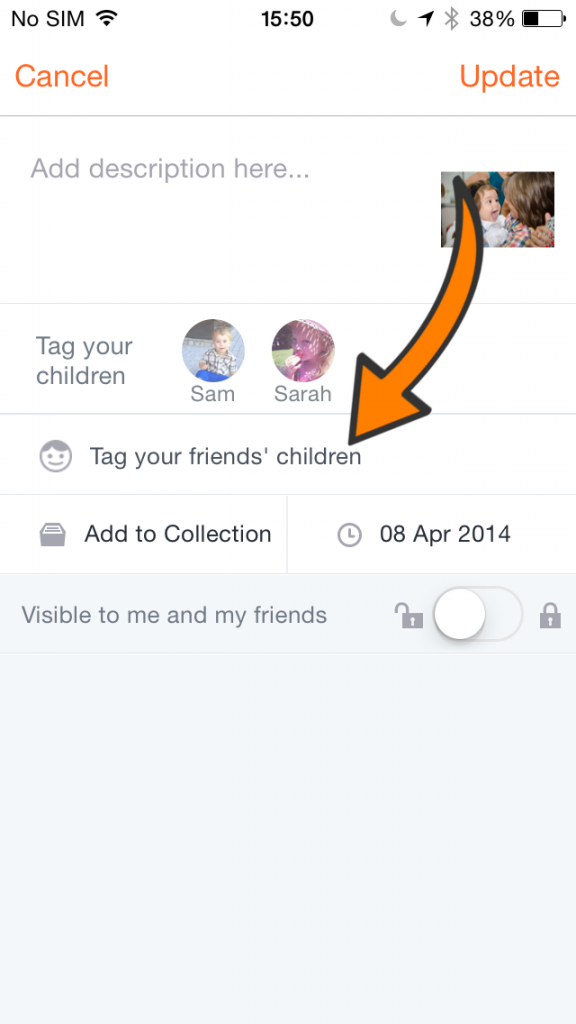 No SIM 15:50 38%
Cancel Update
Add description here...
Tag your
children
Sam Sarah
Tag your friends' children
Add to Collection 08 Apr 2014
Visible to me and my friends